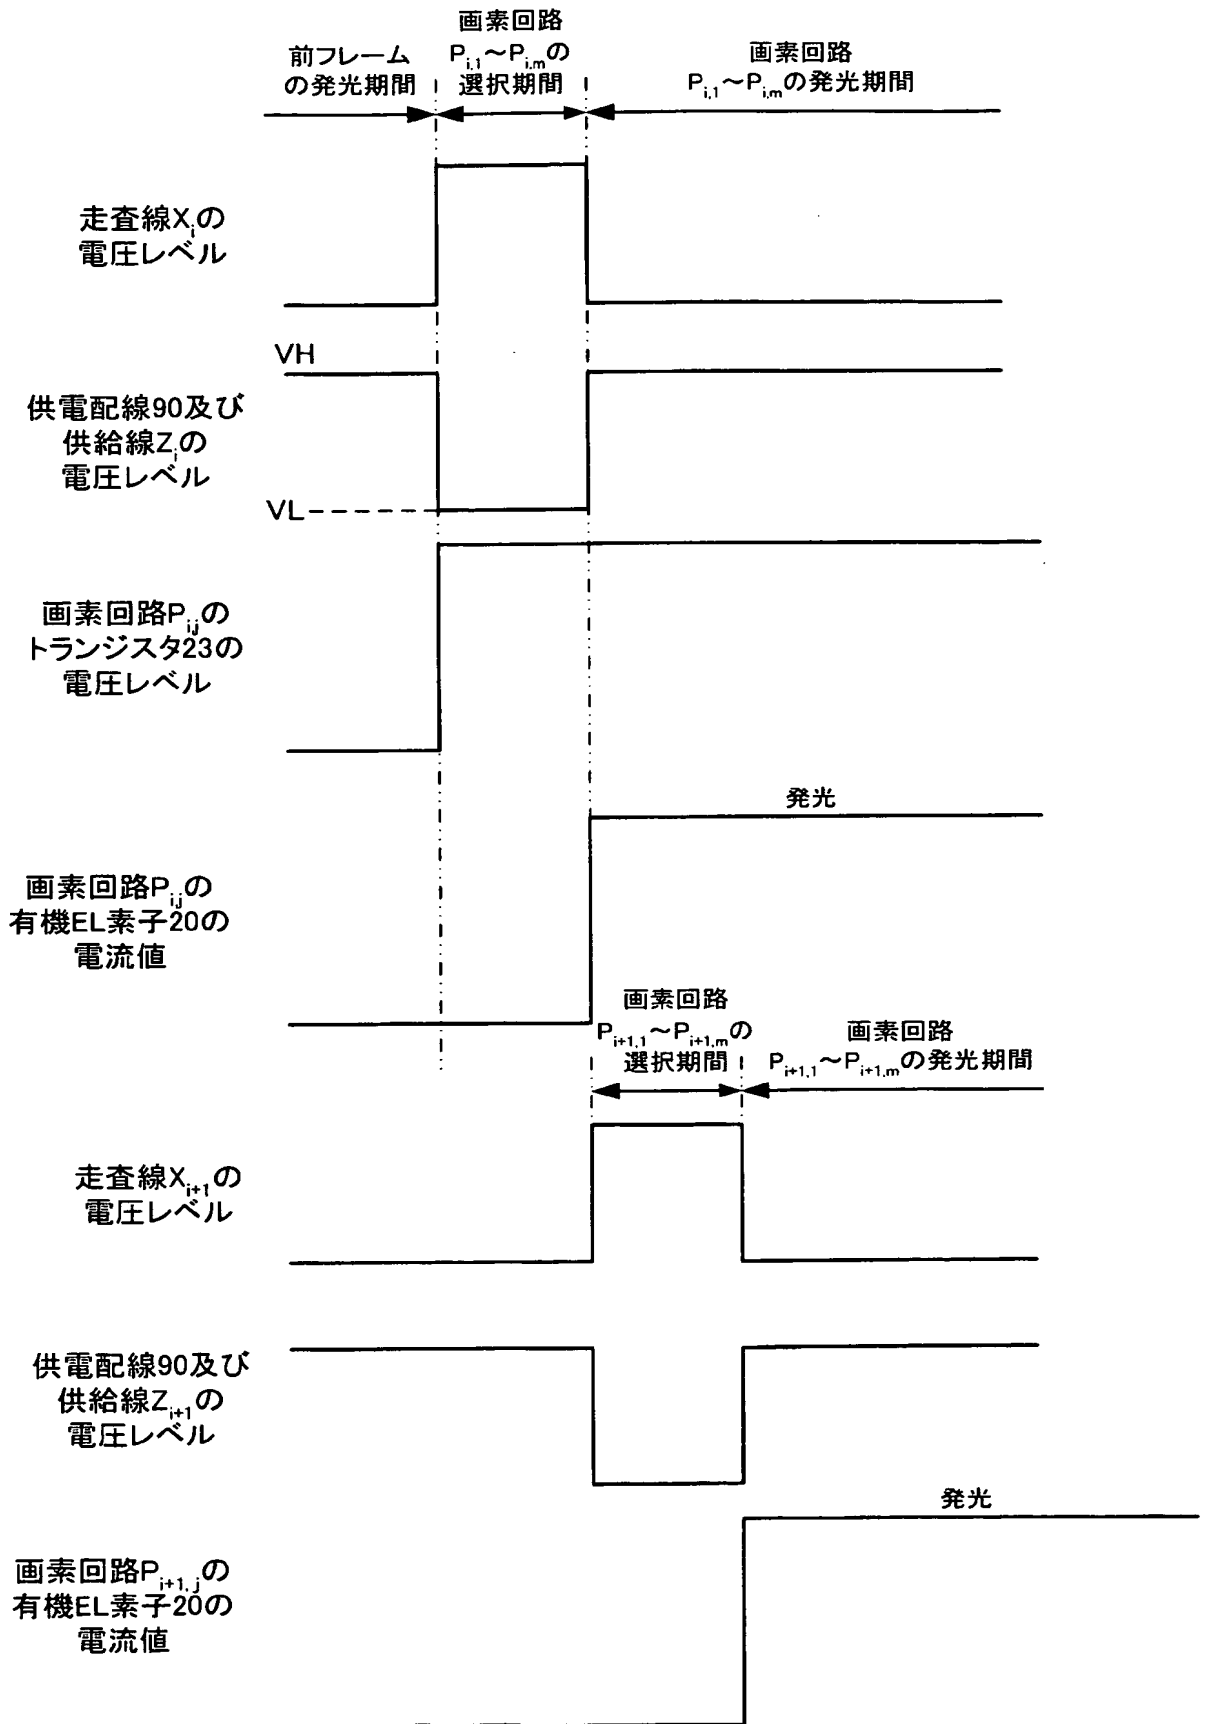 前フレーム
の発光期間
画素回路
P_{i,1}～P_{i,m}の
選択期間
画素回路
P_{i,1}～P_{i,m}の発光期間
走査線X_iの
電圧レベル
VH
供電配線90及び
供給線Z_iの
電圧レベル
VL
画素回路P_{i,j}の
トランジスタ23の
電圧レベル
発光
画素回路P_{i,j}の
有機EL素子20の
電流値
画素回路
P_{i+1,1}～P_{i+1,m}の
選択期間
画素回路
P_{i+1,1}～P_{i+1,m}の発光期間
走査線X_{i+1}の
電圧レベル
供電配線90及び
供給線Z_{i+1}の
電圧レベル
発光
画素回路P_{i+1,j}の
有機EL素子20の
電流値